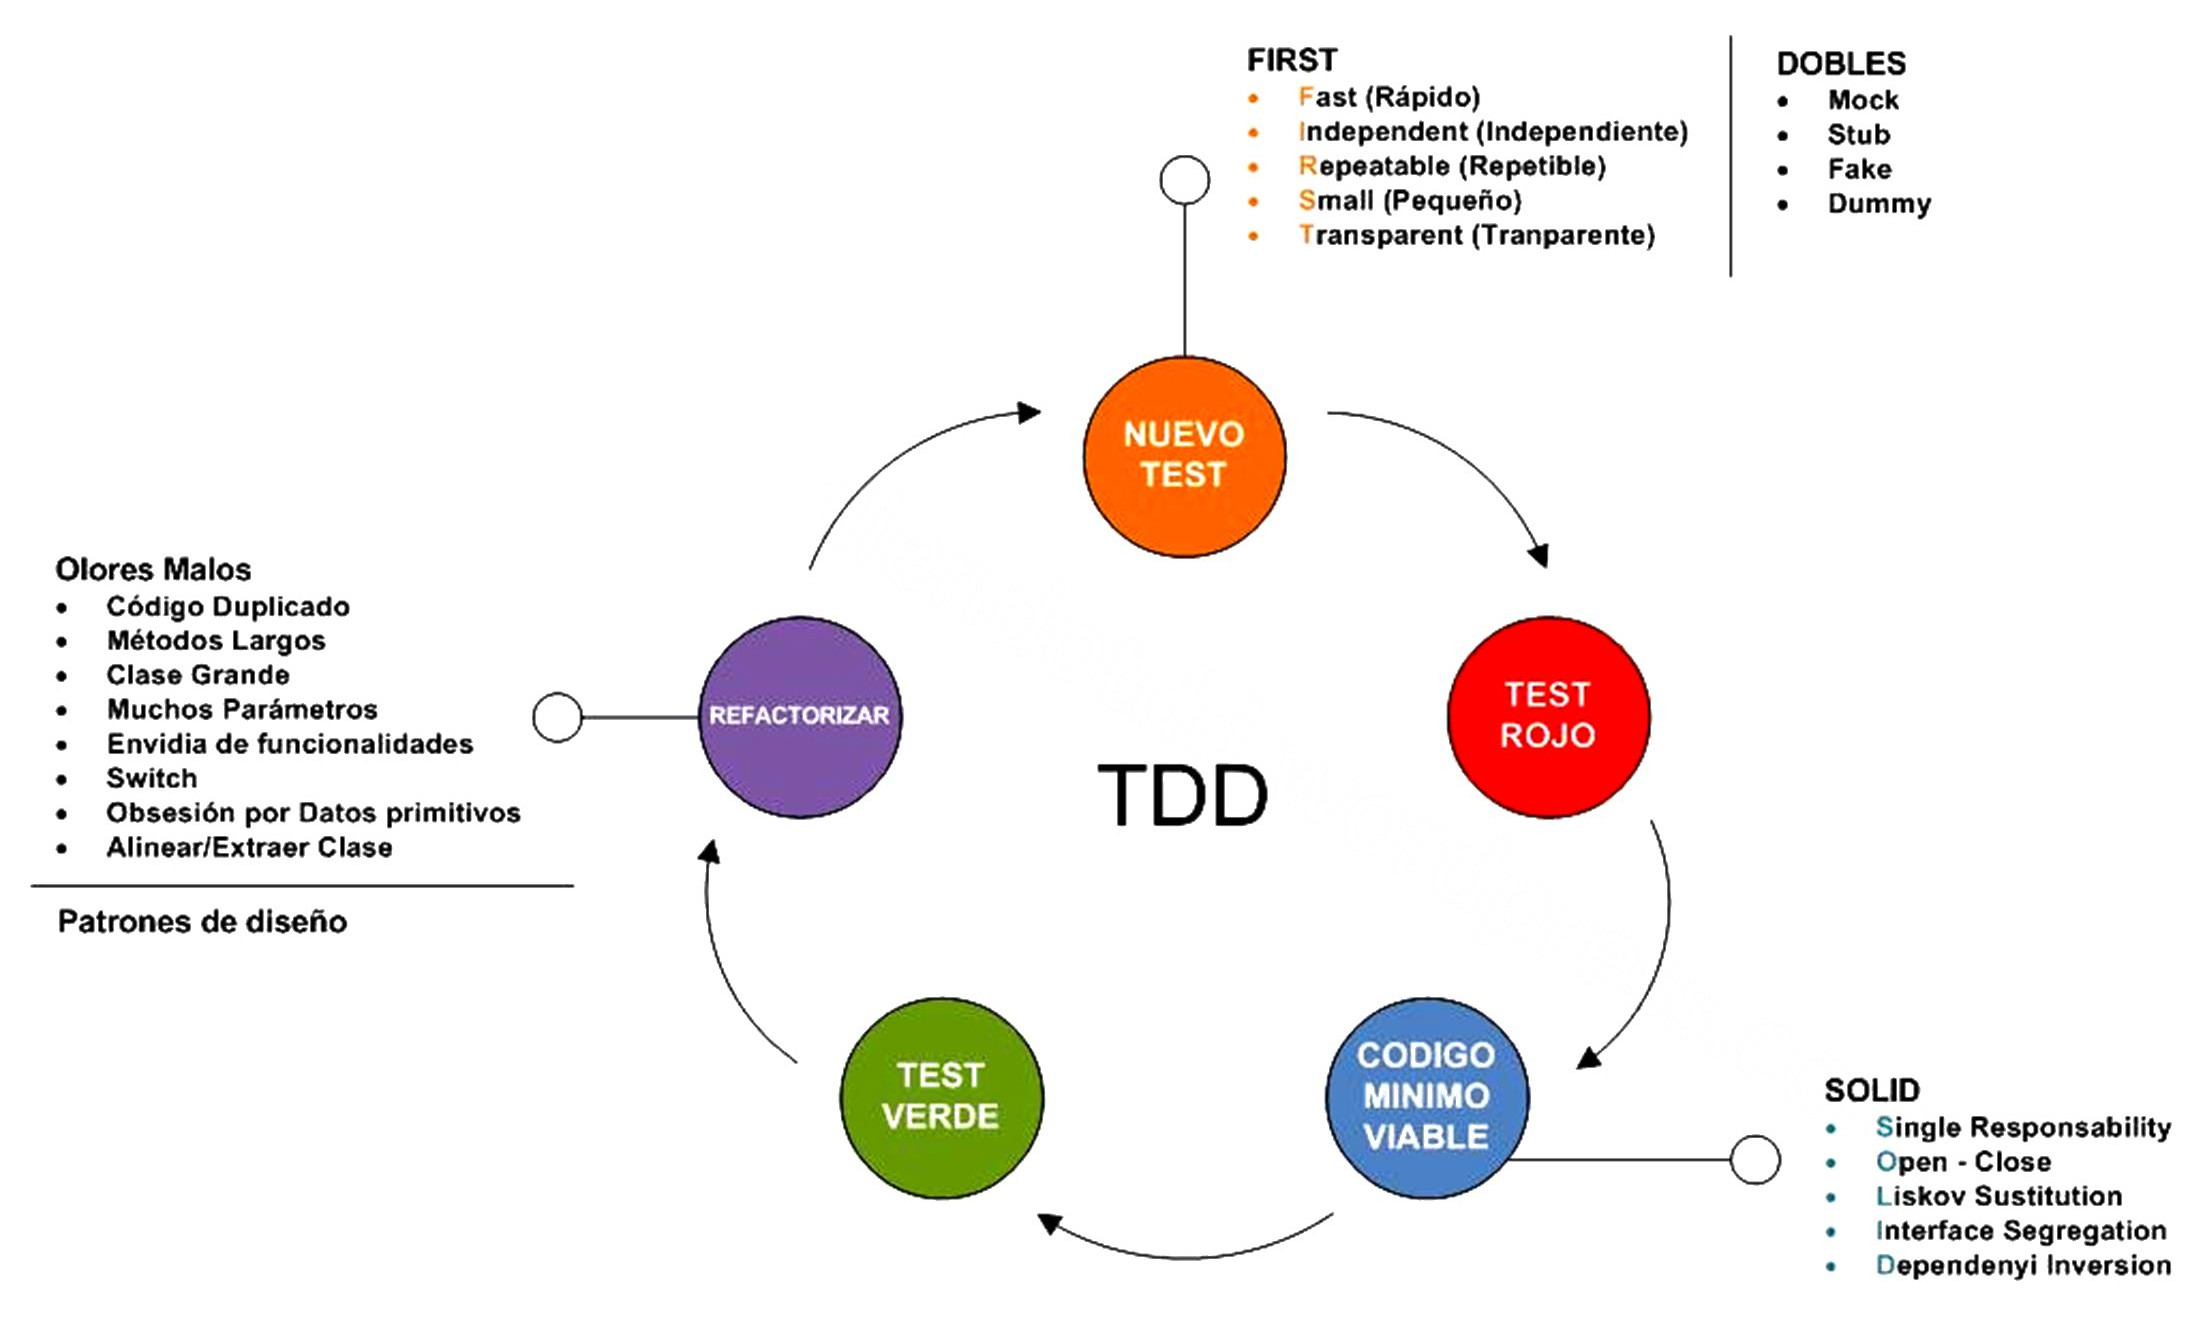 FIRST
Fast (Rápido)
Independent (Independiente)
Repeatable (Repetible)
Small (Pequeño)
Transparent (Tranparente)
DOBLES
Mock
Stub
Fake
Dummy
NUEVO
TEST
TEST
ROJO
CODIGO
MINIMO
VIABLE
SOLID
Single Responsability
Open - Close
Liskov Sustitution
Interface Segregation
Dependenyi Inversion
TEST
VERDE
REFACTORIZAR
Olores Malos
Código Duplicado
Métodos Largos
Clase Grande
Muchos Parámetros
Envidia de funcionalidades
Switch
Obsesión por Datos primitivos
Alinear/Extraer Clase
Patrones de diseño
TDD